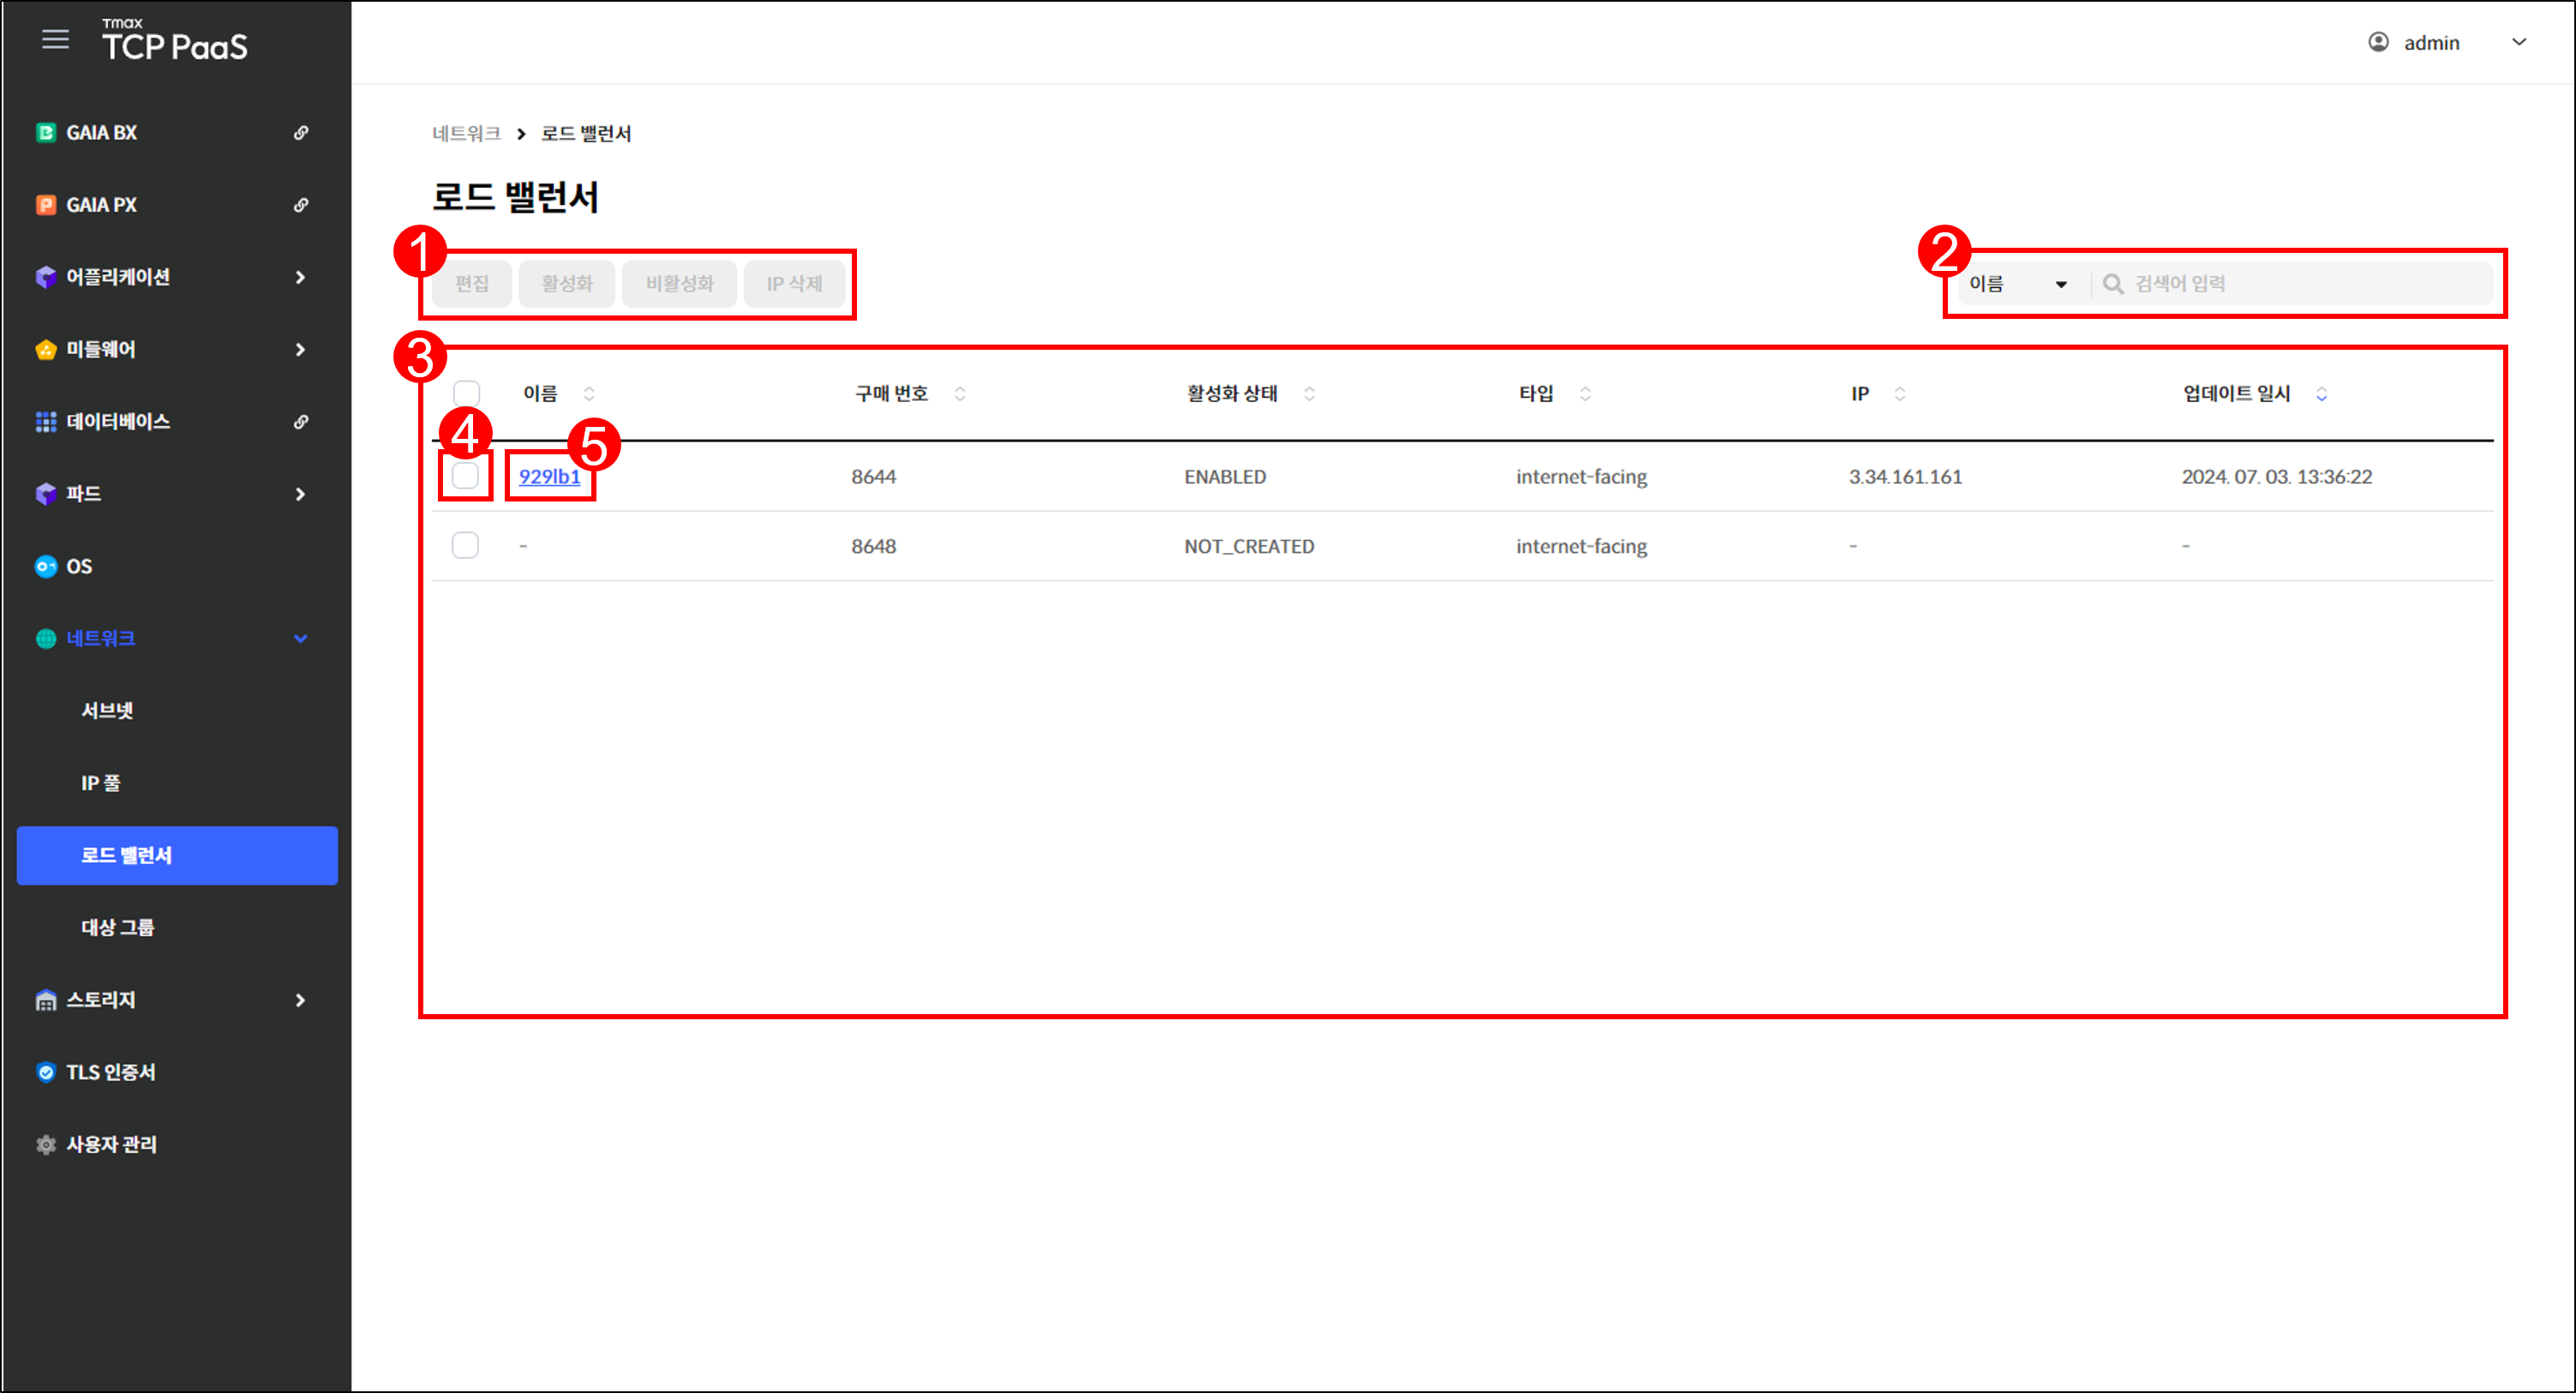 Tmax
TCP PaaS
admin
GAIA BX
GAIA PX
어플리케이션
미들웨어
데이터베이스
파드
OS
네트워크
서브넷
IP 풀
로드 밸런서
대상 그룹
스토리지
TLS 인증서
사용자 관리
네트워크 > 로드 밸런서
로드 밸런서
1
편집 활성화 비활성화 IP 삭제
2
이름 검색어 입력
3
이름 구매 번호 활성화 상태 타입 IP 업데이트 일시
4 5
929lb1 8644 ENABLED internet-facing 3.34.161.161 2024. 07. 03. 13:36:22
- 8648 NOT_CREATED internet-facing - -